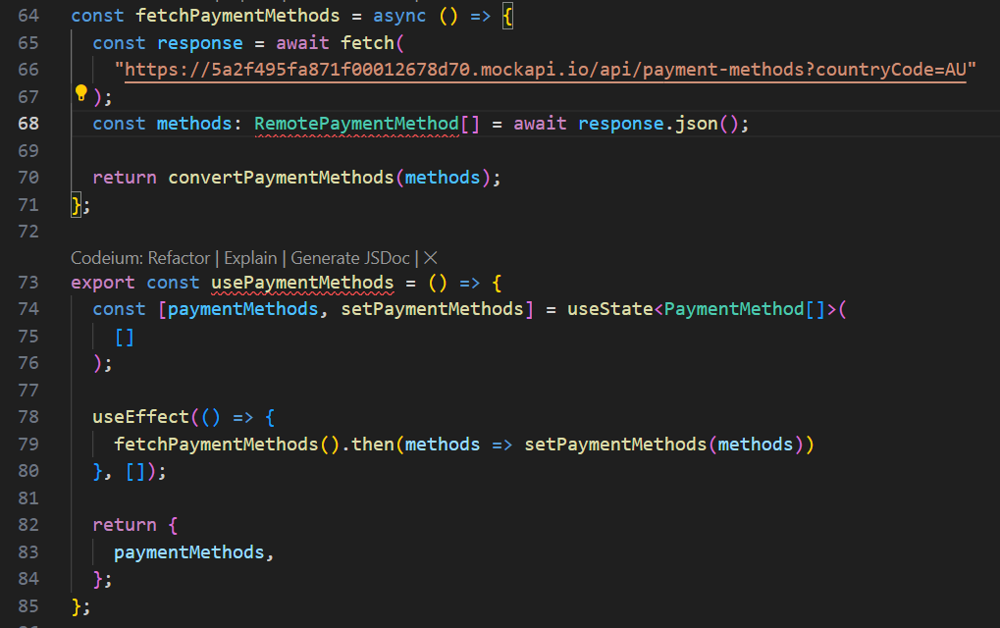 64 const fetchPaymentMethods = async () => {
65   const response = await fetch(
66     "https://5a2f495fa871f00012678d70.mockapi.io/api/payment-methods?countryCode=AU"
67   );
68   const methods: RemotePaymentMethod[] = await response.json();
69
70   return convertPaymentMethods(methods);
71 };
72
Codeium: Refactor | Explain | Generate JSDoc | ×
73 export const usePaymentMethods = () => {
74   const [paymentMethods, setPaymentMethods] = useState<PaymentMethod[]>(
75     []
76   );
77
78   useEffect(() => {
79     fetchPaymentMethods().then(methods => setPaymentMethods(methods))
80   }, []);
81
82   return {
83     paymentMethods,
84   };
85 };